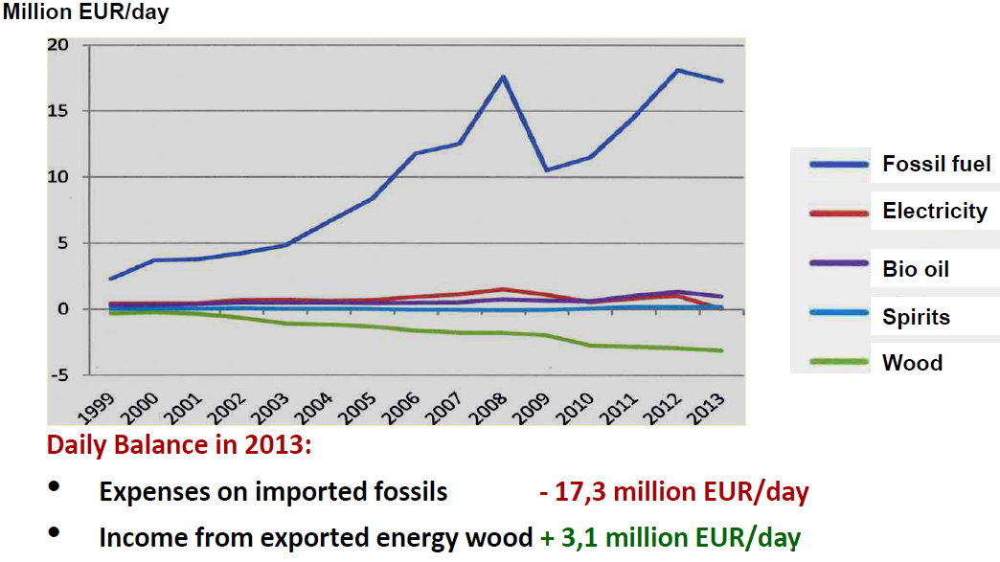 Million EUR/day
20
15
10
5
0
-5
1999 2000 2001 2002 2003 2004 2005 2006 2007 2008 2009 2010 2011 2012 2013
Fossil fuel
Electricity
Bio oil
Spirits
Wood
Daily Balance in 2013:
• Expenses on imported fossils - 17,3 million EUR/day
• Income from exported energy wood + 3,1 million EUR/day